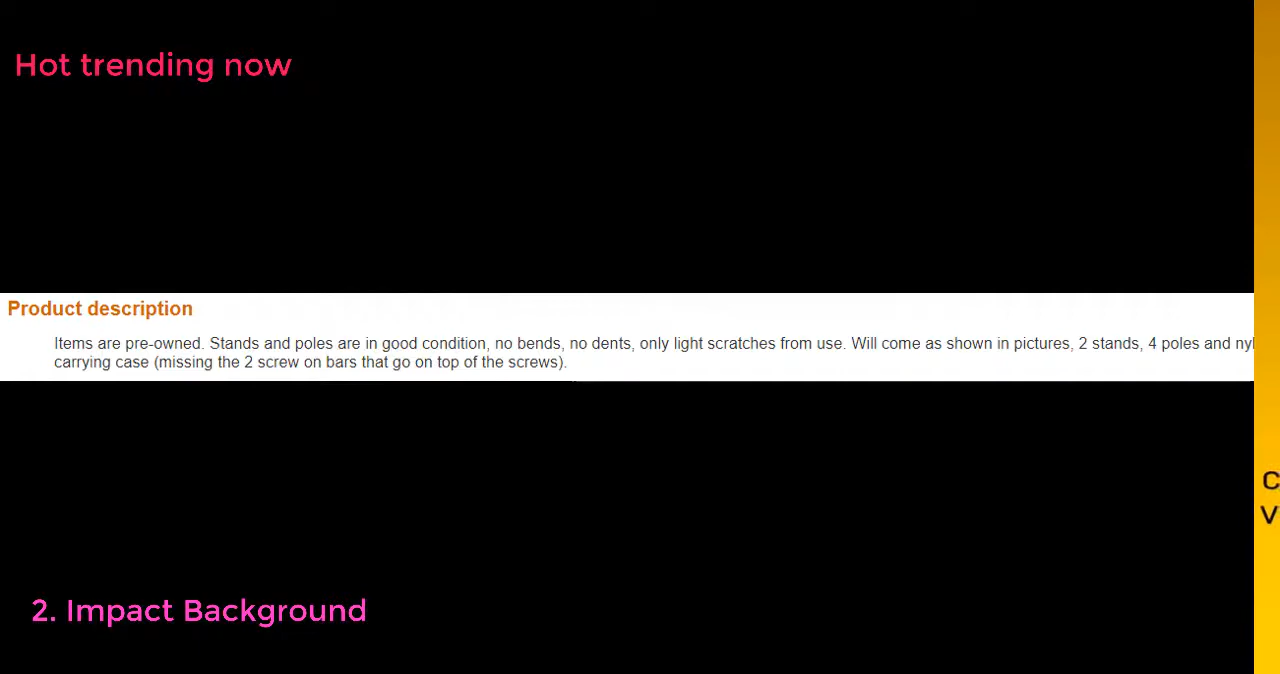 Hot trending now
Product description
Items are pre-owned. Stands and poles are in good condition, no bends, no dents, only light scratches from use. Will come as shown in pictures, 2 stands, 4 poles and
carrying case (missing the 2 screw on bars that go on top of the screws).
2. Impact Background